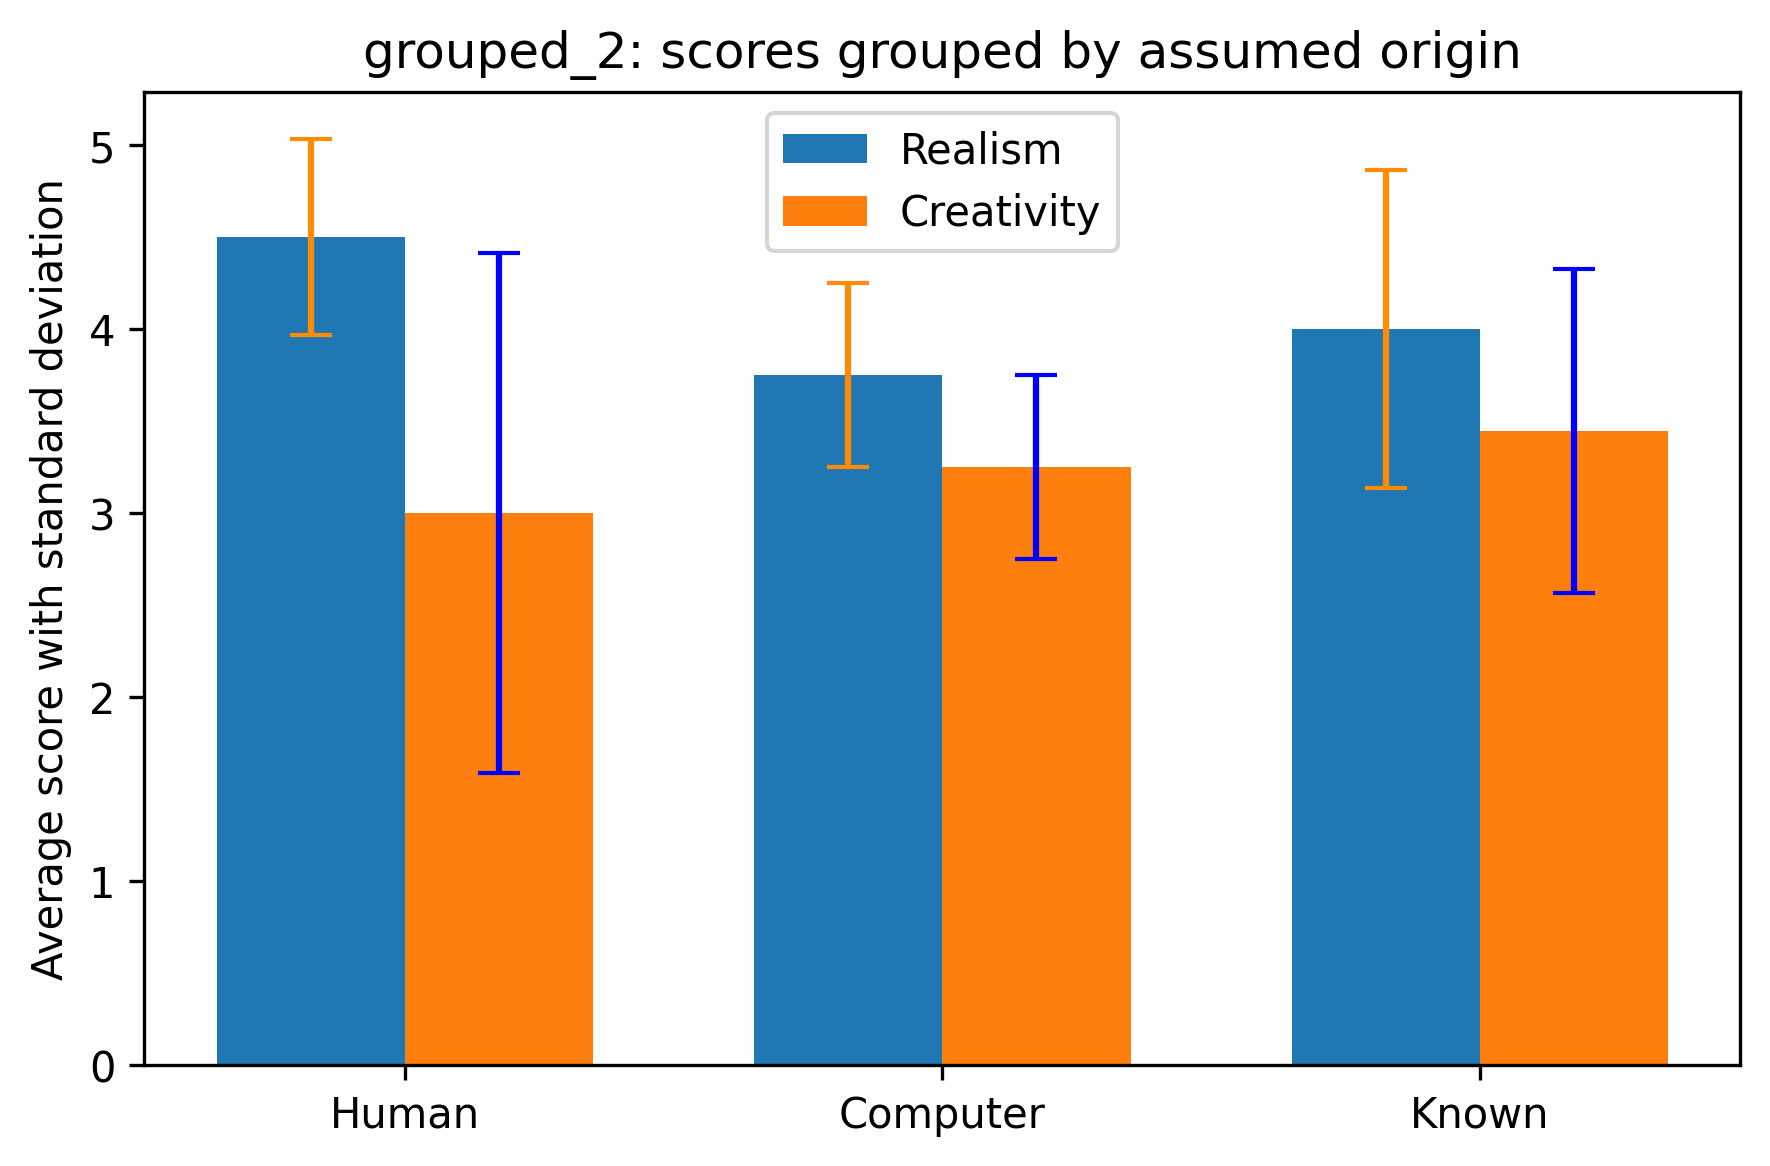 grouped_2: scores grouped by assumed origin
Realism
Creativity
Average score with standard deviation
5
4
3
2
1
0
Human
Computer
Known